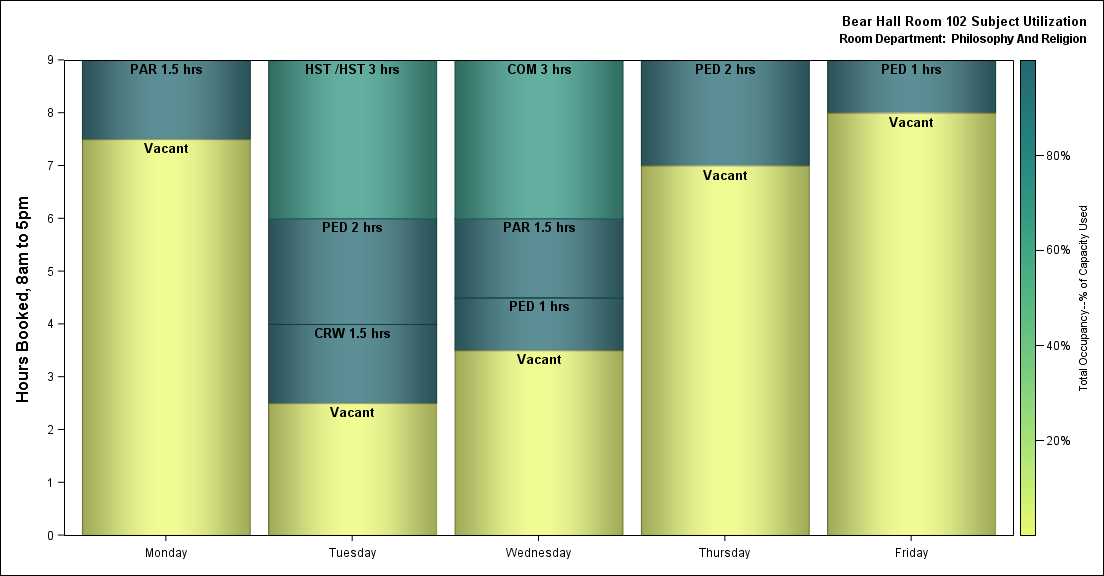 Bear Hall Room 102 Subject Utilization
Room Department: Philosophy And Religion
Hours Booked, 8am to 5pm
9
8
7
6
5
4
3
2
1
0
PAR 1.5 hrs
Vacant
HST /HST 3 hrs
PED 2 hrs
CRW 1.5 hrs
Vacant
COM 3 hrs
PAR 1.5 hrs
PED 1 hrs
Vacant
PED 2 hrs
Vacant
PED 1 hrs
Vacant
Monday
Tuesday
Wednesday
Thursday
Friday
80%
60%
40%
20%
Total Occupancy--% of Capacity Used